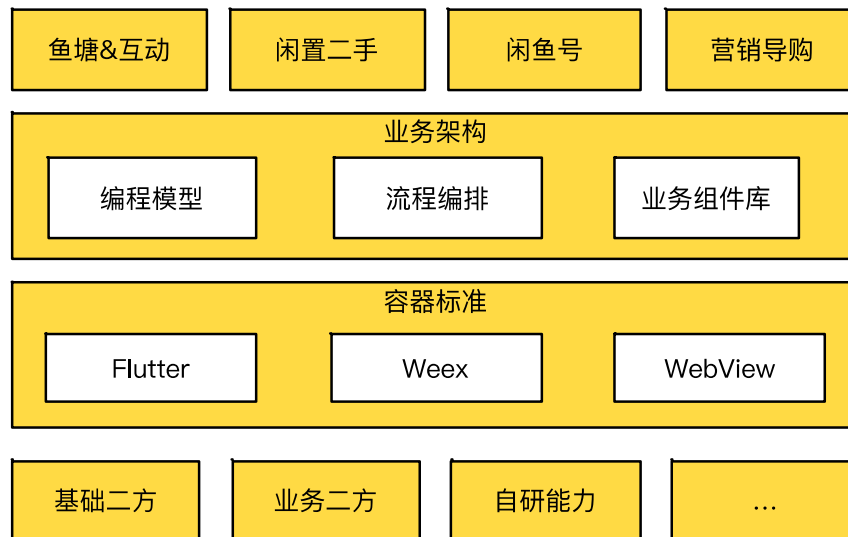 鱼塘&互动
闲置二手
闲鱼号
营销导购
业务架构
编程模型
流程编排
业务组件库
容器标准
Flutter
Weex
WebView
基础二方
业务二方
自研能力
...